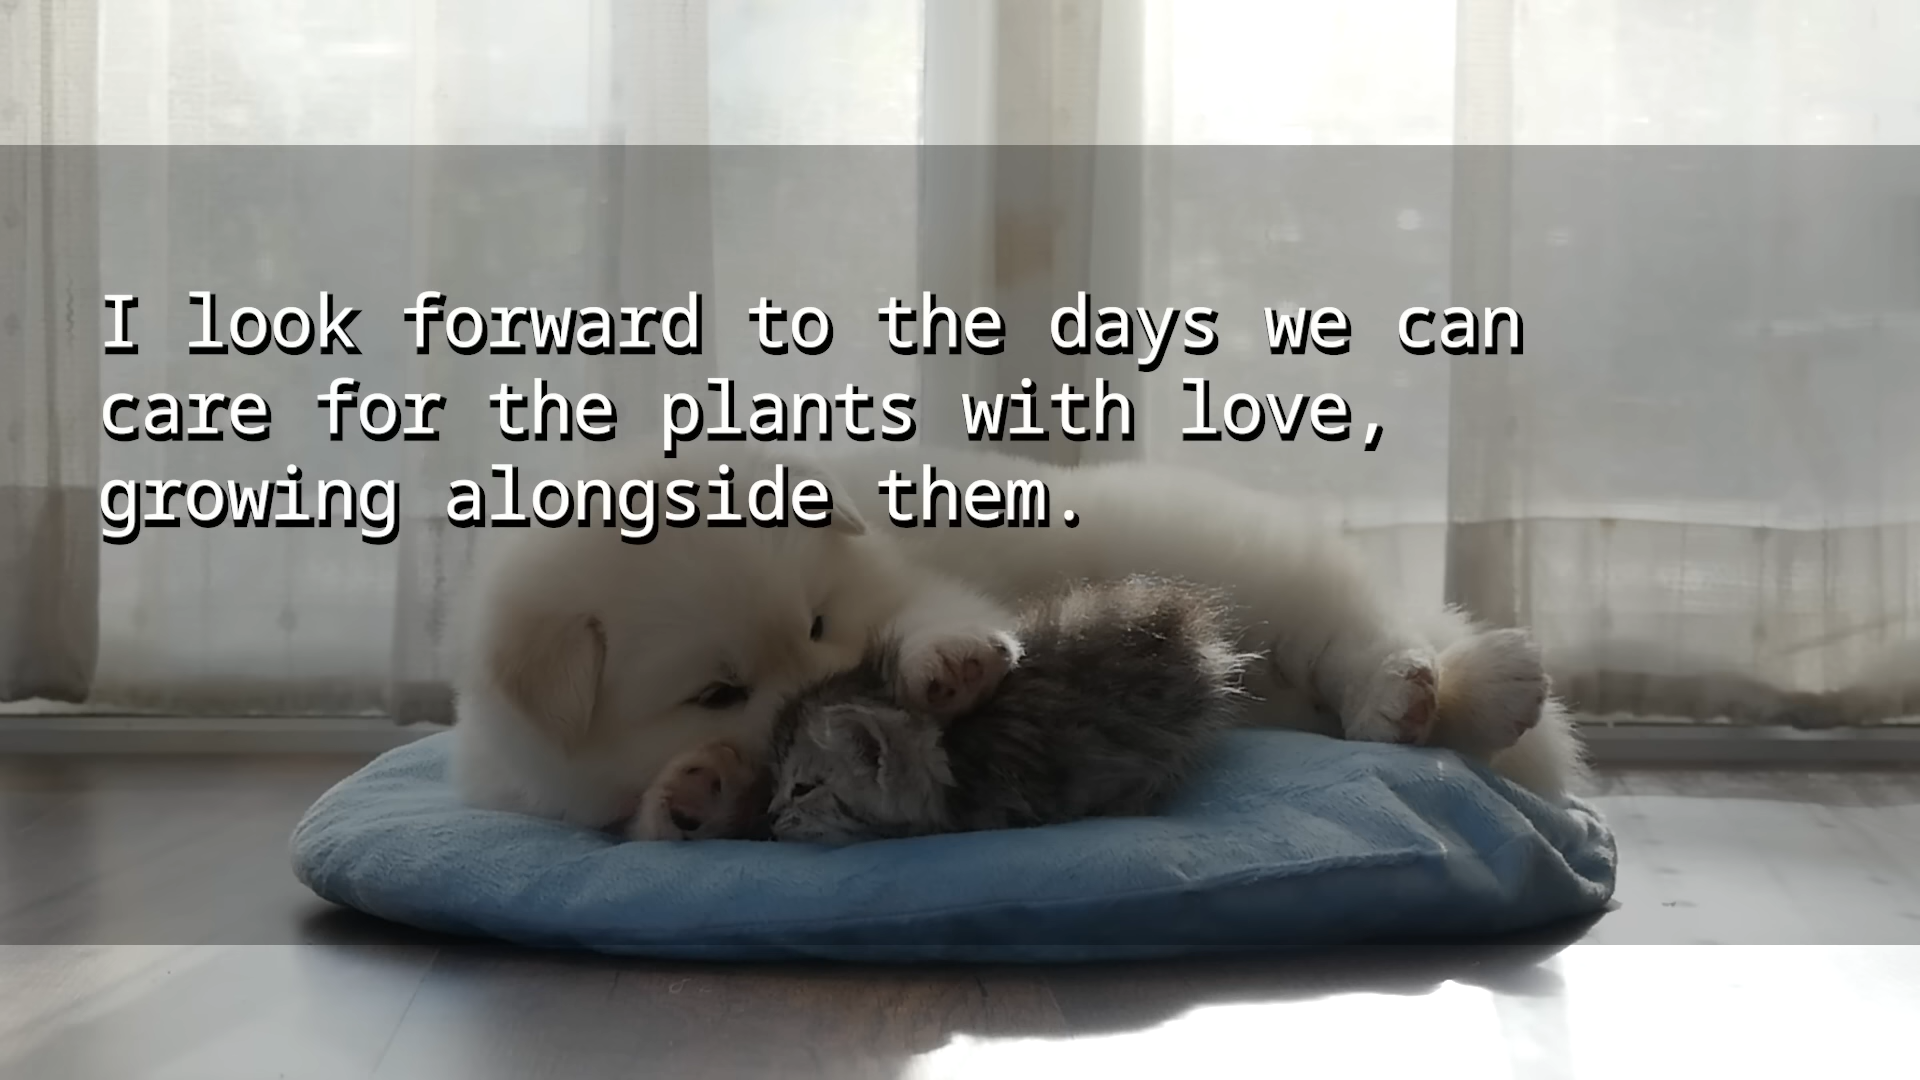 I look forward to the days we can
care for the plants with love,
growing alongside them.